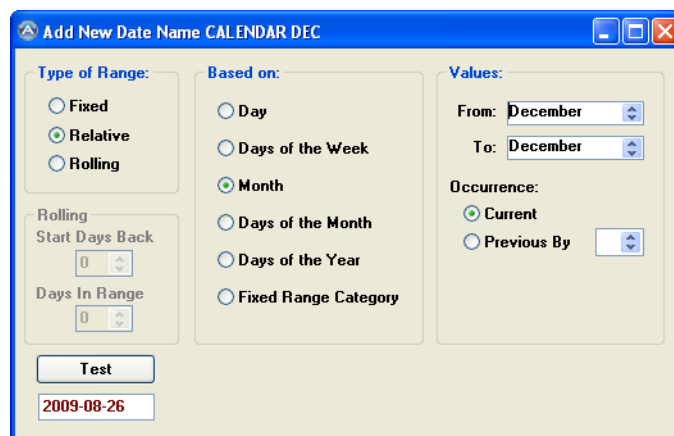 Add New Date Name CALENDAR DEC
Type of Range:
Fixed
Relative
Rolling
Rolling
Start Days Back
0
Days In Range
0
Test
2009-08-26
Based on:
Day
Days of the Week
Month
Days of the Month
Days of the Year
Fixed Range Category
Values:
From: December
To: December
Occurrence:
Current
Previous By